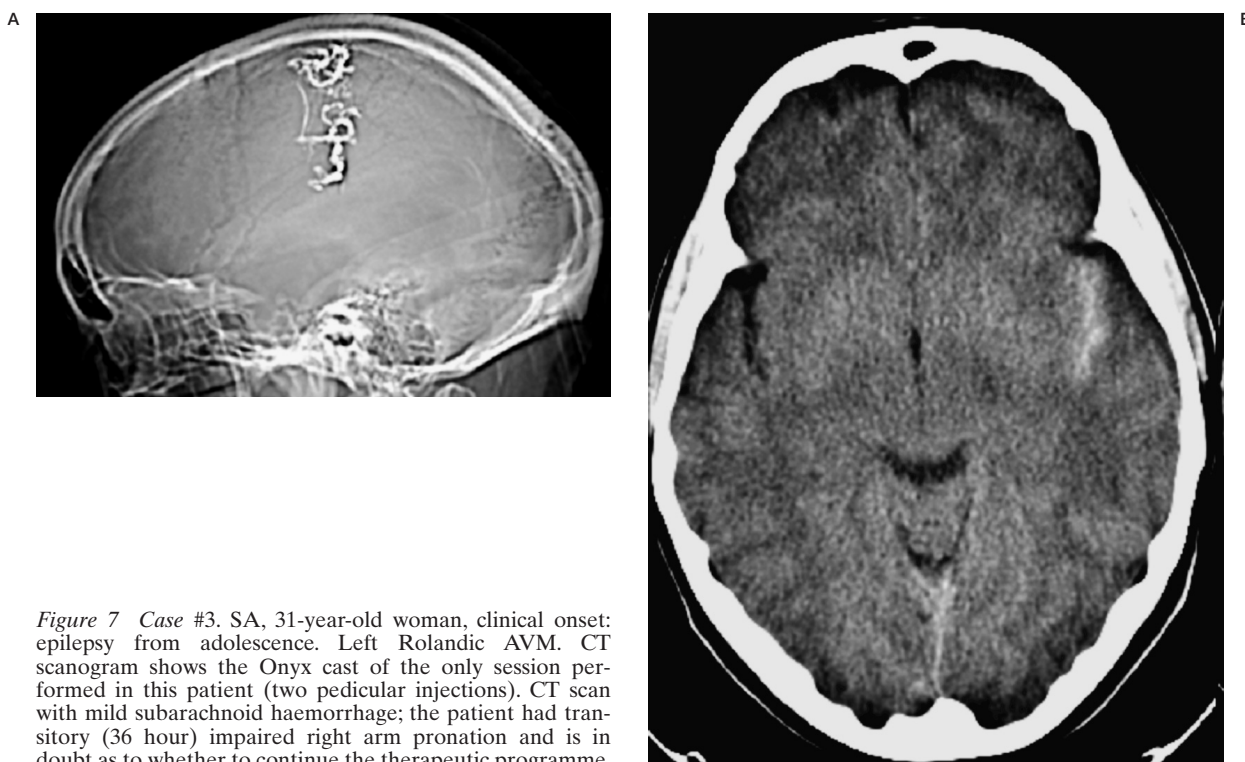 A
B
Figure 7 Case #3. SA, 31-year-old woman, clinical onset:
epilepsy from adolescence. Left Rolandic AVM. CT
scanogram shows the Onyx cast of the only session per-
formed in this patient (two pedicular injections). CT scan
with mild subarachnoid haemorrhage; the patient had tran-
sitory (36 hour) impaired right arm pronation and is in
doubt as to whether to continue the therapeutic programme.